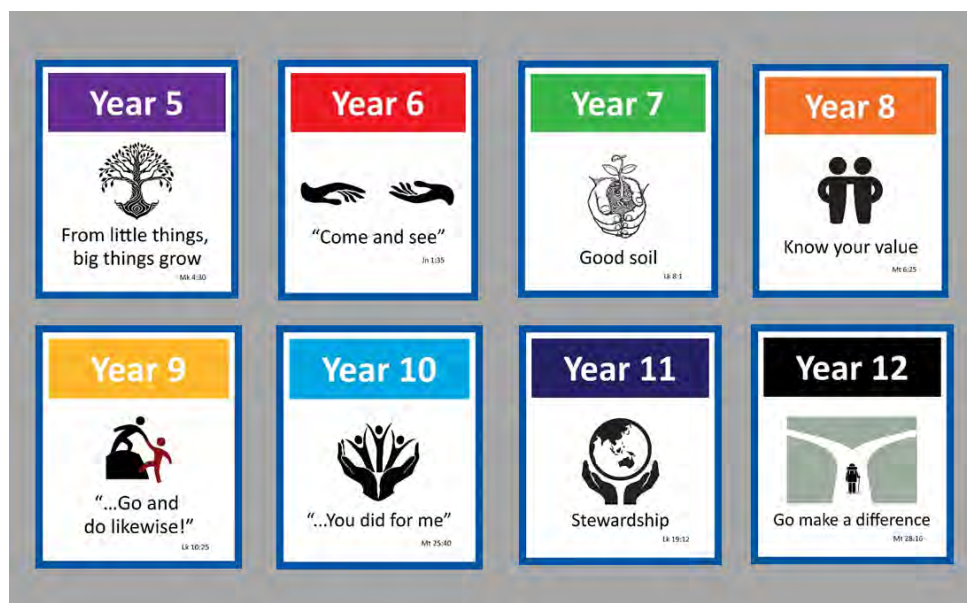 Year 5
From little things,
big things grow
Mk 4:30
Year 6
“Come and see”
Jn 1:35
Year 7
Good soil
Lk 8:1
Year 8
Know your value
Mt 6:25
Year 9
“...Go and
do likewise!”
Lk 10:25
Year 10
“...You did for me”
Mt 25:40
Year 11
Stewardship
Lk 19:12
Year 12
Go make a difference
Mt 28:16